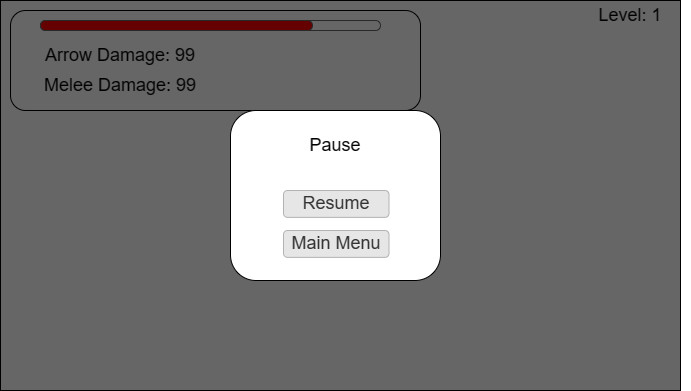 Level: 1
Arrow Damage: 99
Melee Damage: 99
Pause
Resume
Main Menu